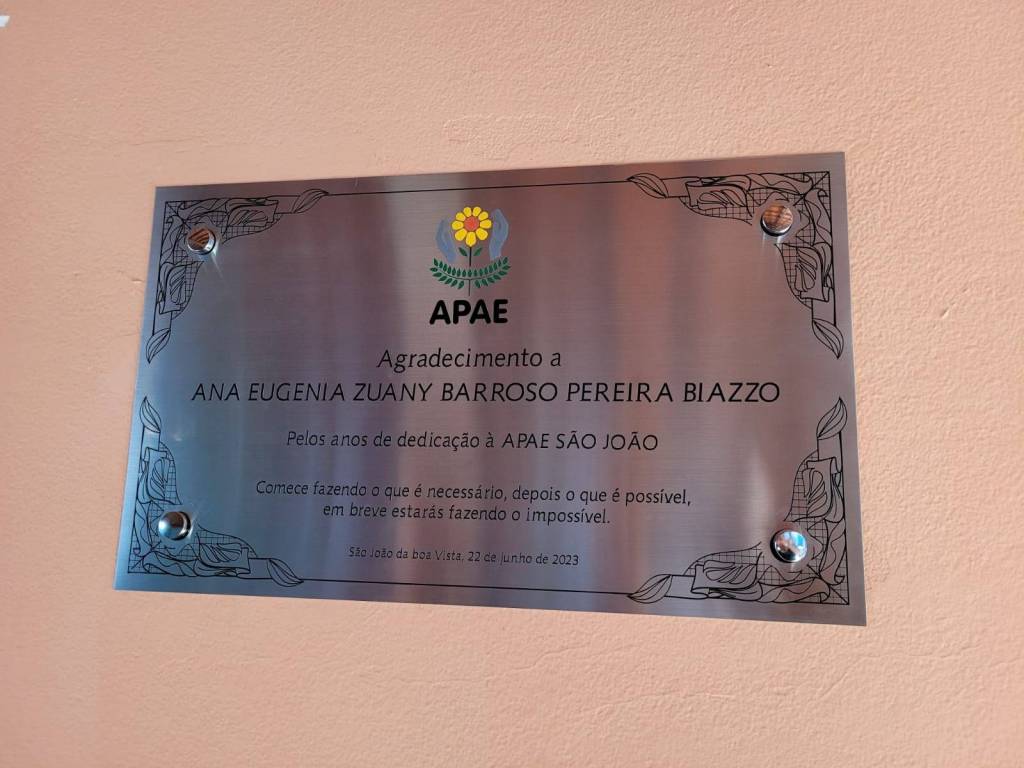 APAE
Agradecimento a
ANA EUGENIA ZUANY BARROSO PEREIRA BIAZZO
Pelos anos de dedicação à APAE SÃO JOÃO
Comece fazendo o que é necessário, depois o que é possível,
em breve estarás fazendo o impossível.
São João da boa Vista, 22 de junho de 2023